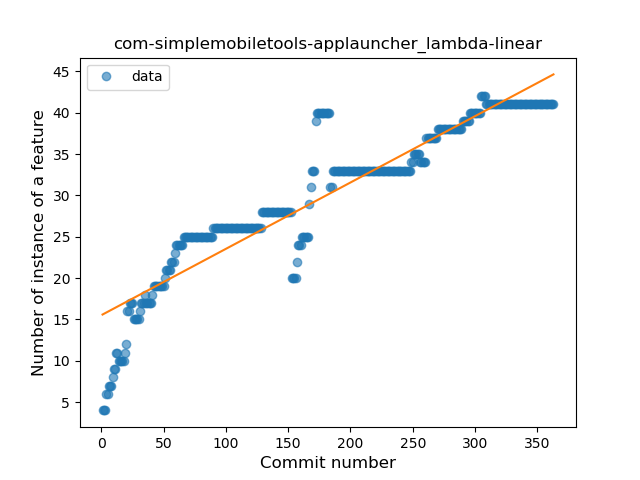 com-simplemobiletools-applauncher_lambda-linear
data
Number of instance of a feature
45
40
35
30
25
20
15
10
5
0 50 100 150 200 250 300 350
Commit number